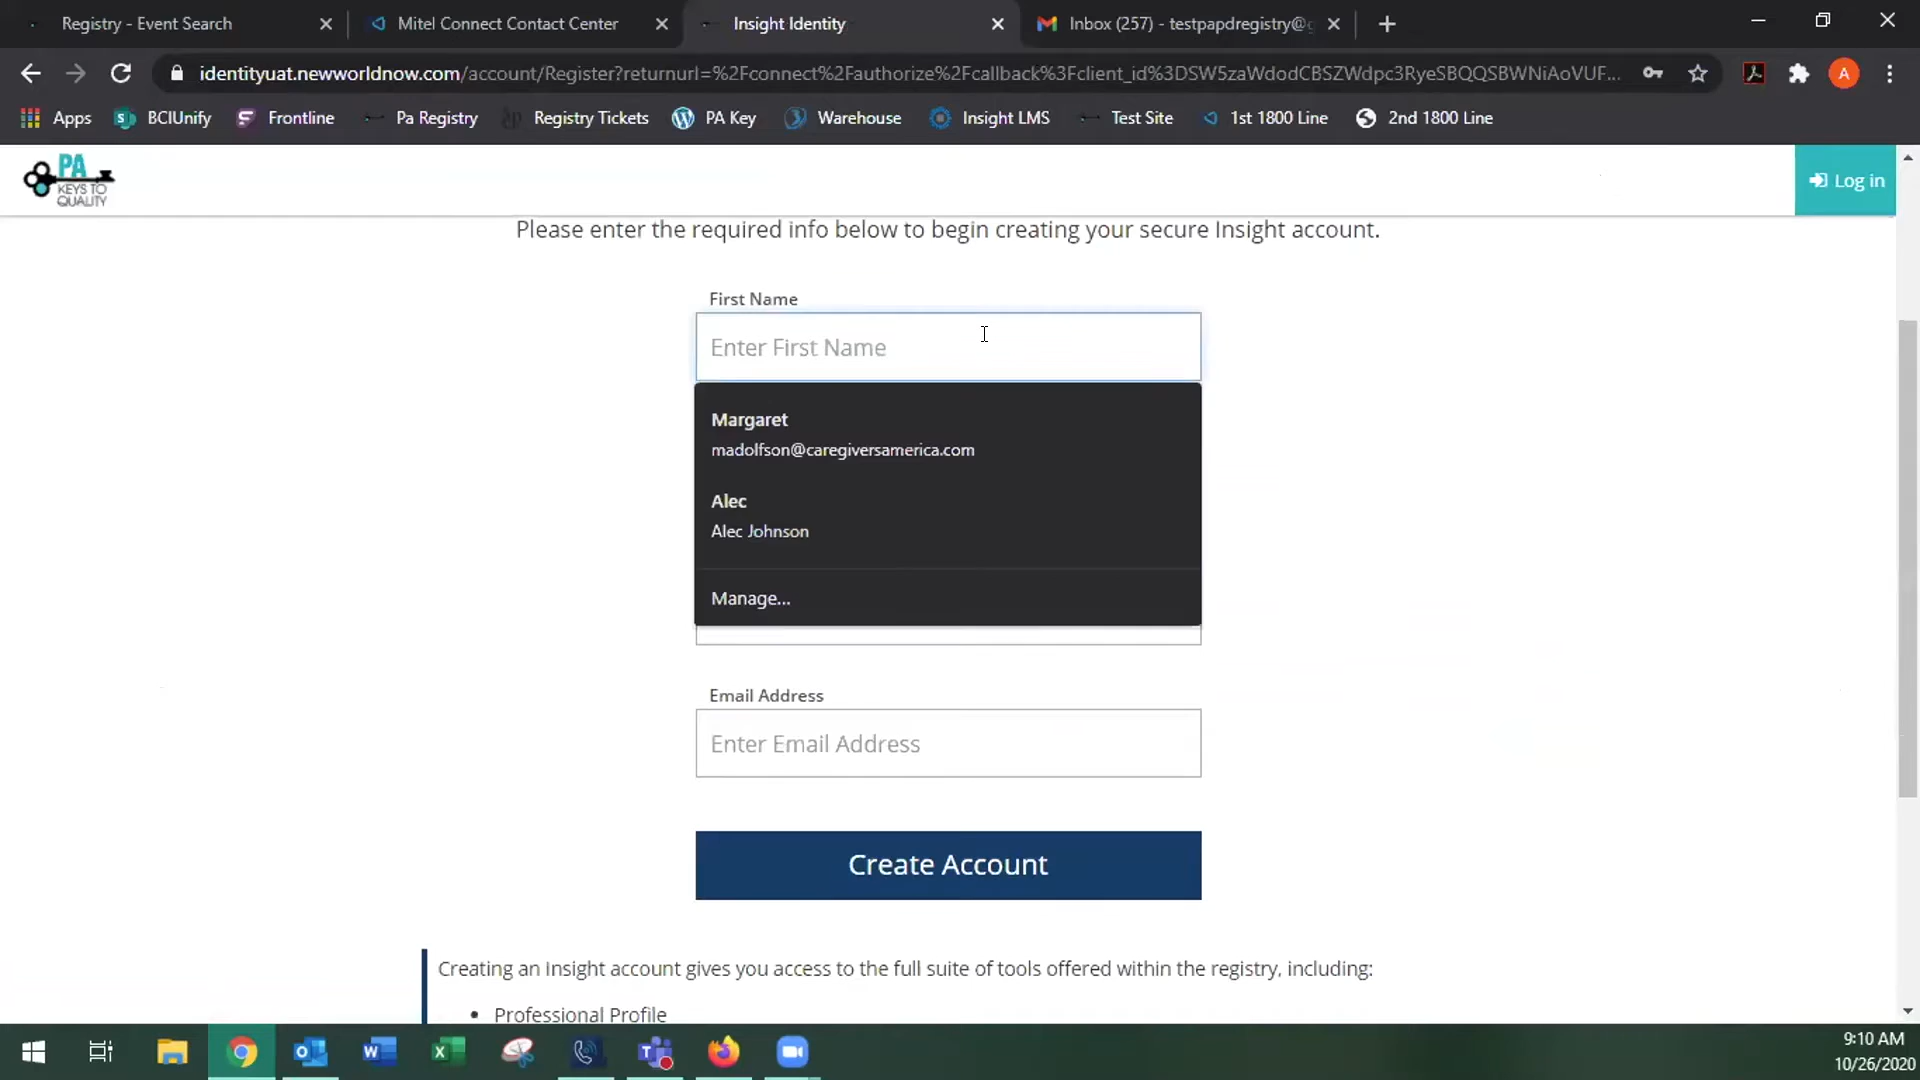 Registry - Event Search
Mitel Connect Contact Center
Insight Identity
Inbox (257) - testpapdregistry@g
identityuat.newworldnow.com/account/Register?returnurl=%2Fconnect%2Fauthorize%2Fcallback%3Fclient_id%3DSW5zaWdodCBSZWdpc3RyeSBQQSBWNiAoVUF...
A
Apps
BCIUnify
Frontline
Pa Registry
Registry Tickets
PA Key
Warehouse
Insight LMS
Test Site
1st 1800 Line
2nd 1800 Line
PA
KEYS TO
QUALITY
Log in
Please enter the required info below to begin creating your secure Insight account.
First Name
Enter First Name
Margaret
madolfson@caregiversamerica.com
Alec
Alec Johnson
Manage...
Email Address
Enter Email Address
Create Account
Creating an Insight account gives you access to the full suite of tools offered within the registry, including:
• Professional Profile
9:10 AM
10/26/2020